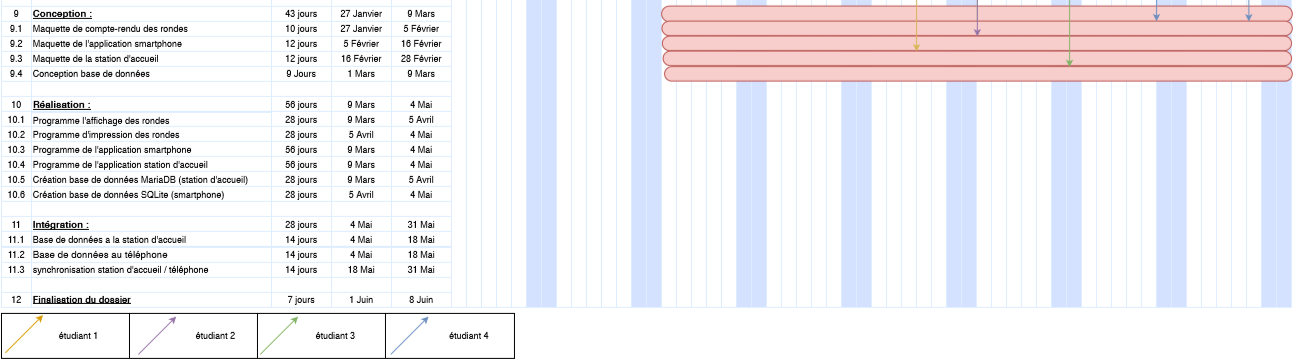 9 Conception : 43 jours 27 Janvier 9 Mars
9.1 Maquette de compte-rendu des rondes 10 jours 27 Janvier 5 Février
9.2 Maquette de l'application smartphone 12 jours 5 Février 16 Février
9.3 Maquette de la station d'accueil 12 jours 16 Février 28 Février
9.4 Conception base de données 9 Jours 1 Mars 9 Mars
10 Réalisation : 56 jours 9 Mars 4 Mai
10.1 Programme l'affichage des rondes 28 jours 9 Mars 5 Avril
10.2 Programme d'impression des rondes 28 jours 5 Avril 4 Mai
10.3 Programme de l'application smartphone 56 jours 9 Mars 4 Mai
10.4 Programme de l'application station d'accueil 56 jours 9 Mars 4 Mai
10.5 Création base de données MariaDB (station d'accueil) 28 jours 9 Mars 5 Avril
10.6 Création base de données SQLite (smartphone) 28 jours 5 Avril 4 Mai
11 Intégration : 28 jours 4 Mai 31 Mai
11.1 Base de données a la station d'accueil 14 jours 4 Mai 18 Mai
11.2 Base de données au téléphone 14 jours 4 Mai 18 Mai
11.3 synchronisation station d'accueil / téléphone 14 jours 18 Mai 31 Mai
12 Finalisation du dossier 7 jours 1 Juin 8 Juin
étudiant 1 étudiant 2 étudiant 3 étudiant 4